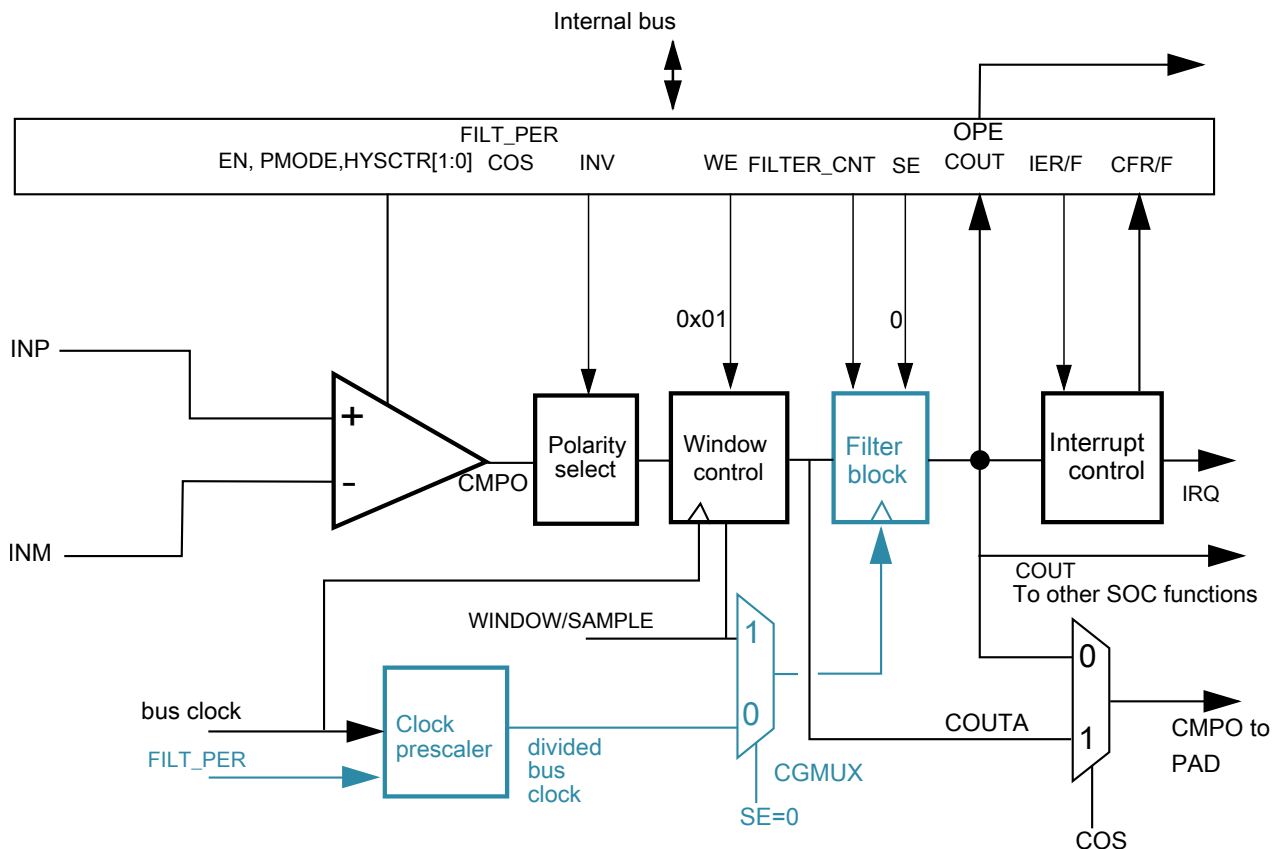 Internal bus
OPE
FILT_PER
EN, PMODE,HYSCTR[1:0]
COS
INV
WE
FILTER_CNT
SE
COUT
IER/F
CFR/F
0x01
0
INP
+
-
INM
CMPO
Polarity
select
Window
control
Filter
block
Interrupt
control
IRQ
COUT
To other SOC functions
WINDOW/SAMPLE
1
0
0
1
bus clock
FILT_PER
Clock
prescaler
divided
bus
clock
CGMUX
SE=0
COUTA
CMPO to
PAD
COS